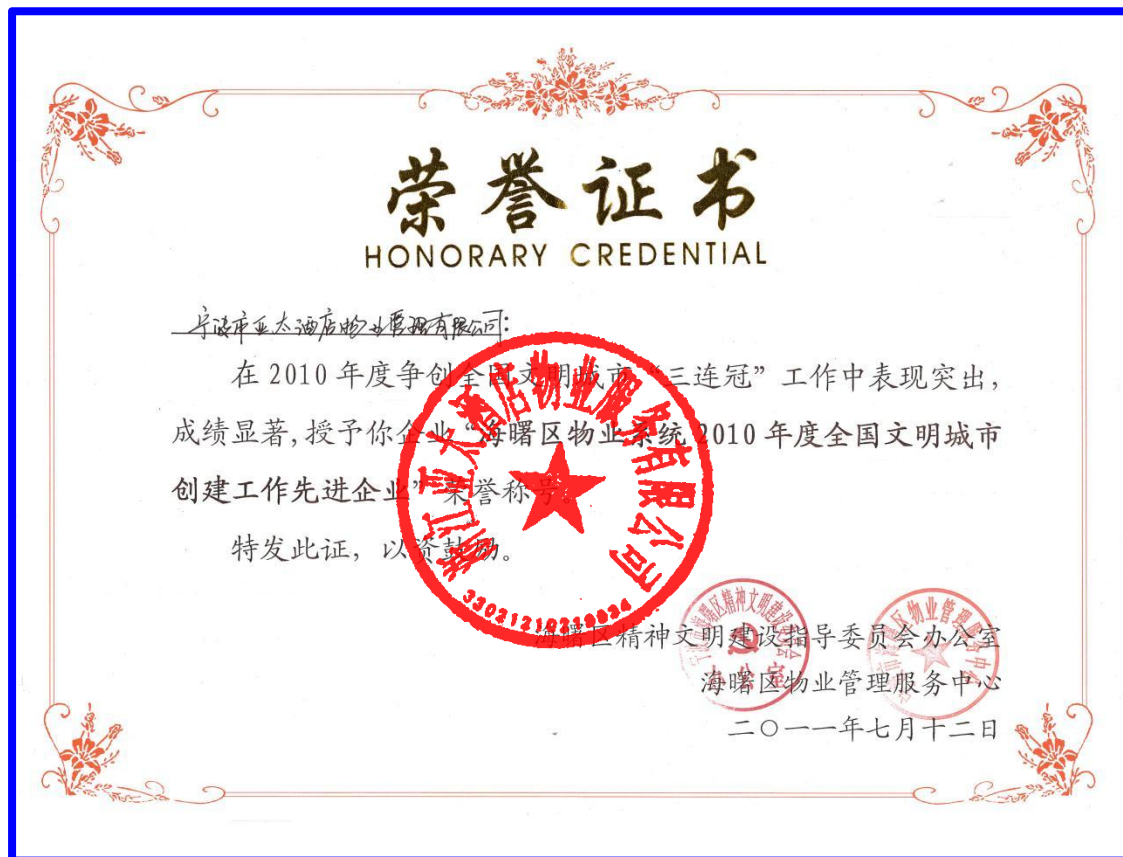 荣誉证书
HONORARY CREDENTIAL
宁波市亚太酒店物业管理有限公司:
在2010年度争创全国文明城市“三连冠”工作中表现突出,
成绩显著,授予你企业“海曙区物业系统2010年度全国文明城市
创建工作先进企业”荣誉称号
特发此证,以资鼓励。
浙江亚太酒店物业服务有限公司
海曙区精神文明建设指导委员会办公室
海曙区物业管理服务中心
二〇一一年七月十二日